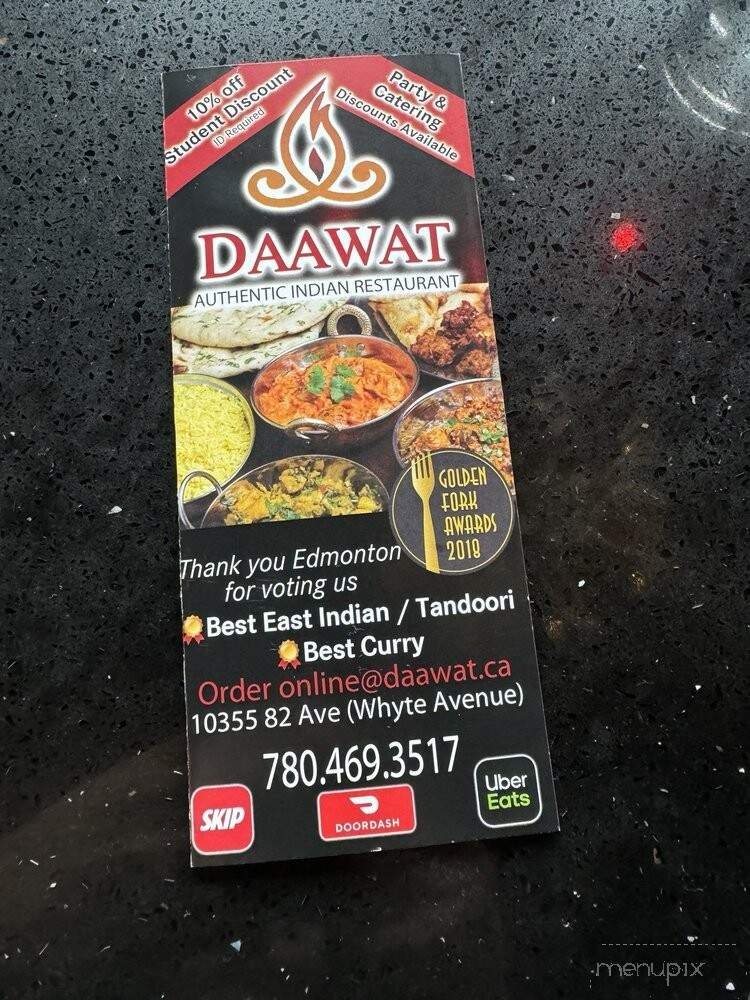 10% off
Student Discount
ID Required
Party &
Catering
Discounts Available
DAAWAT
AUTHENTIC INDIAN RESTAURANT
GOLDEN
FORK
AWARDS
2018
Thank you Edmonton
for voting us
Best East Indian / Tandoori
Best Curry
Order online@daawat.ca
10355 82 Ave (Whyte Avenue)
780.469.3517
SKIP
DOORDASH
Uber
Eats
menupix